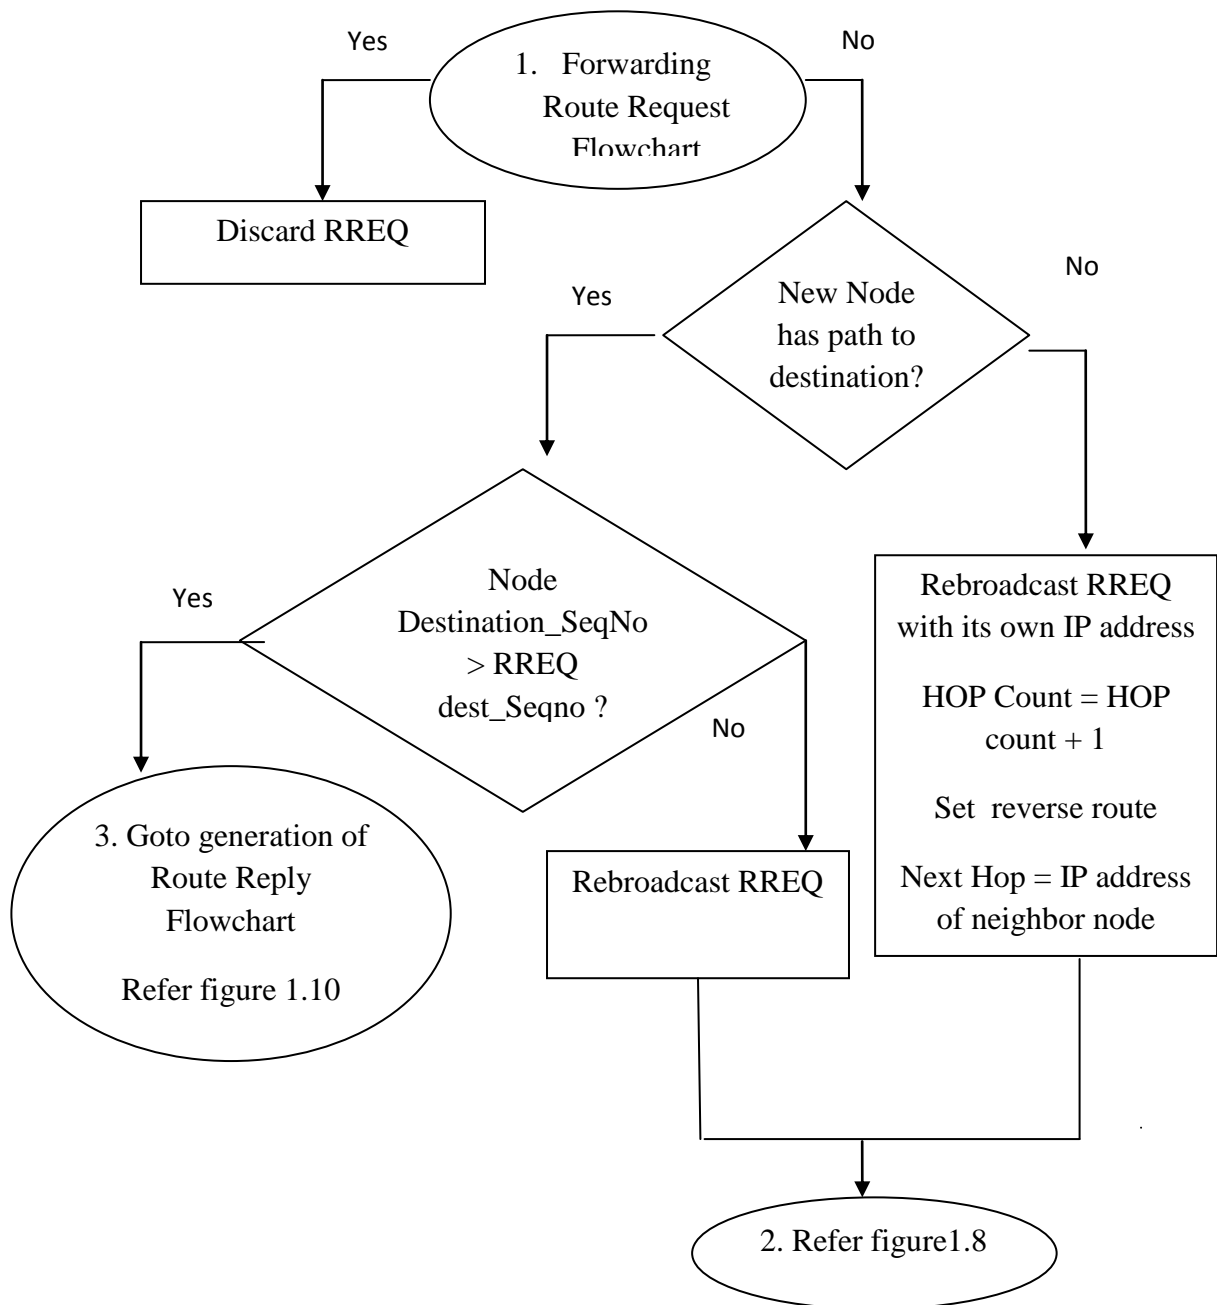 Yes
No
1. Forwarding
Route Request
Flowchart
Discard RREQ
Yes
No
New Node
has path to
destination?
Yes
Node
Destination_SeqNo
> RREQ
dest_Seqno ?
No
Rebroadcast RREQ
with its own IP address
HOP Count = HOP
count + 1
Set reverse route
Next Hop = IP address
of neighbor node
3. Goto generation of
Route Reply
Flowchart
Refer figure 1.10
Rebroadcast RREQ
2. Refer figure1.8